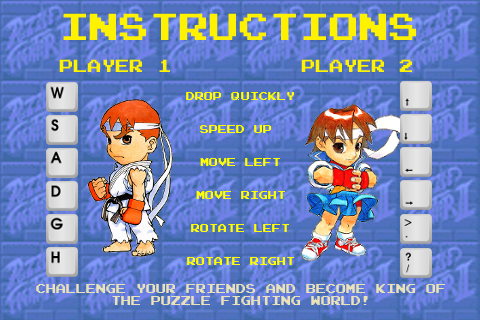 INSTRUCTIONS
PLAYER 1 PLAYER 2
W DROP QUICKLY ↑
S SPEED UP ↓
A MOVE LEFT ←
D MOVE RIGHT →
G ROTATE LEFT > .
H ROTATE RIGHT ? /
CHALLENGE YOUR FRIENDS AND BECOME KING OF
THE PUZZLE FIGHTING WORLD!